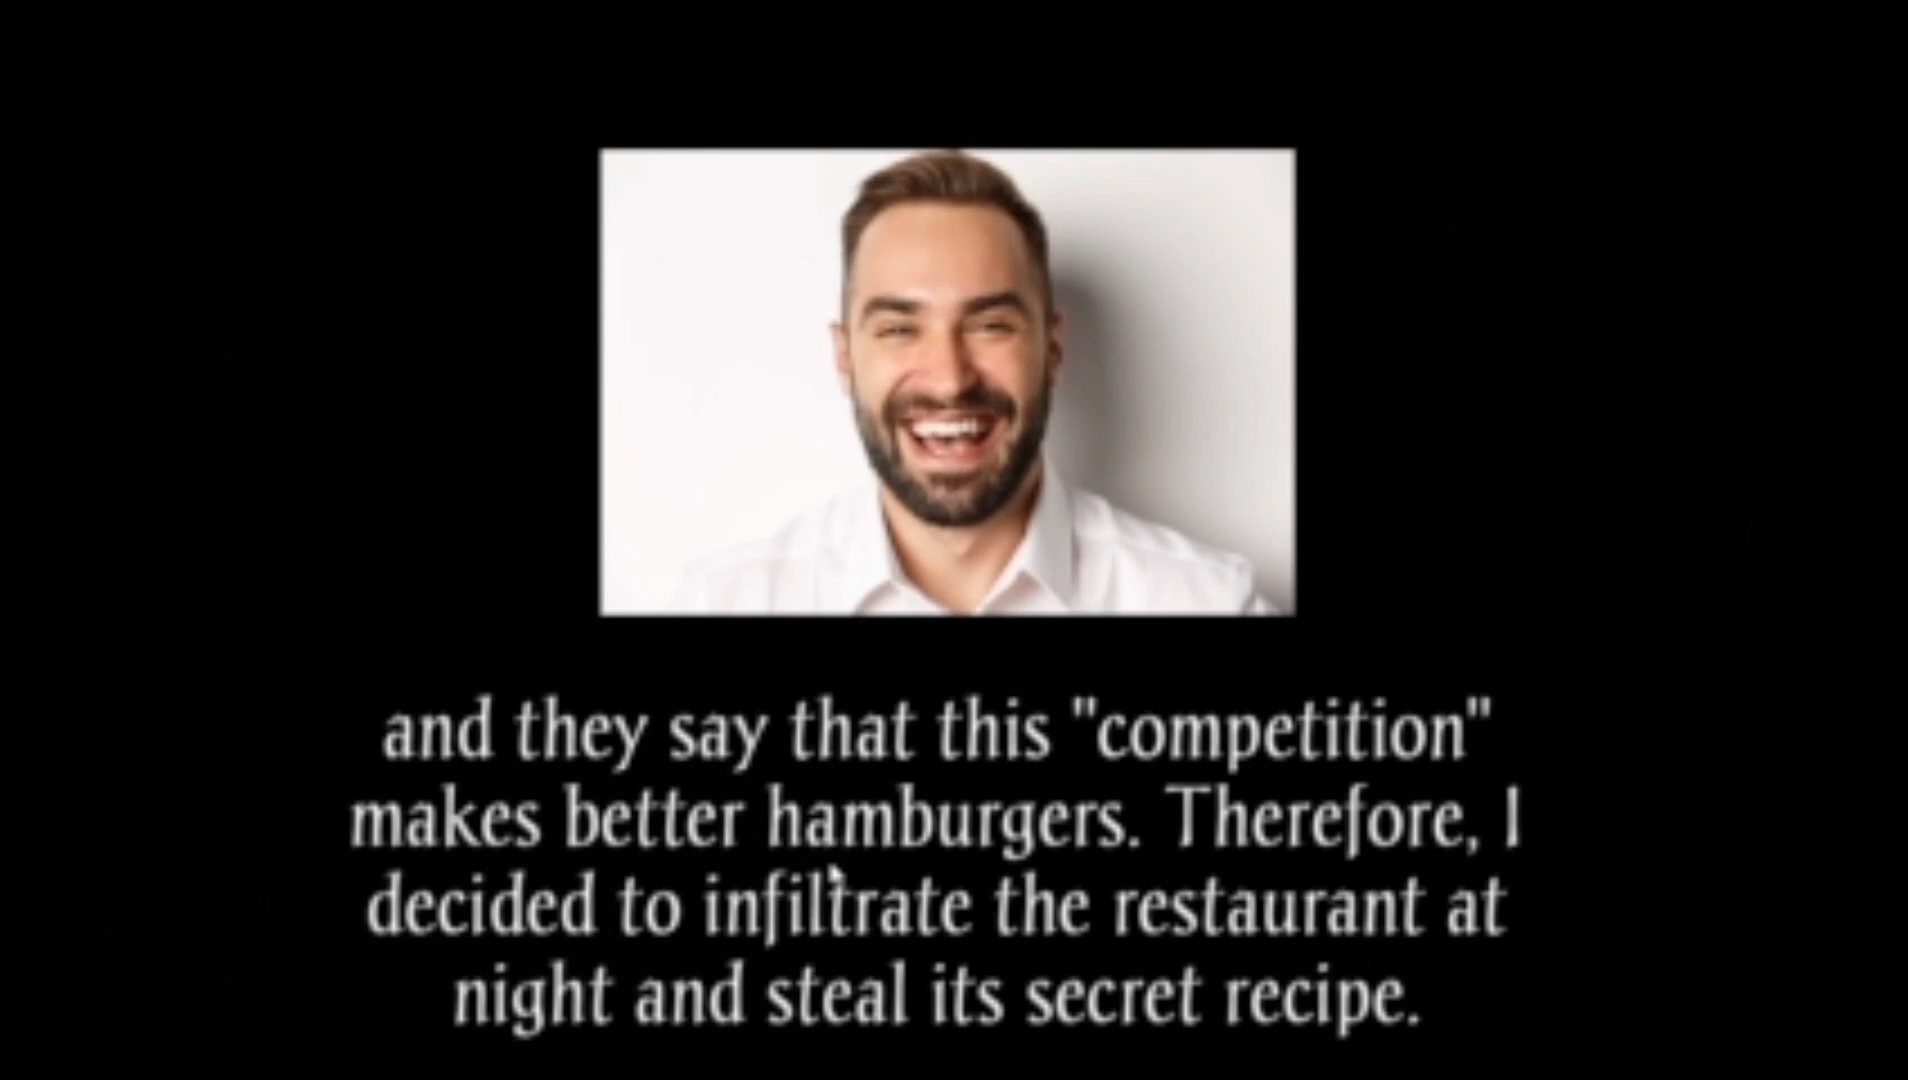 and they say that this "competition"
makes better hamburgers. Therefore, I
decided to infiltrate the restaurant at
night and steal its secret recipe.